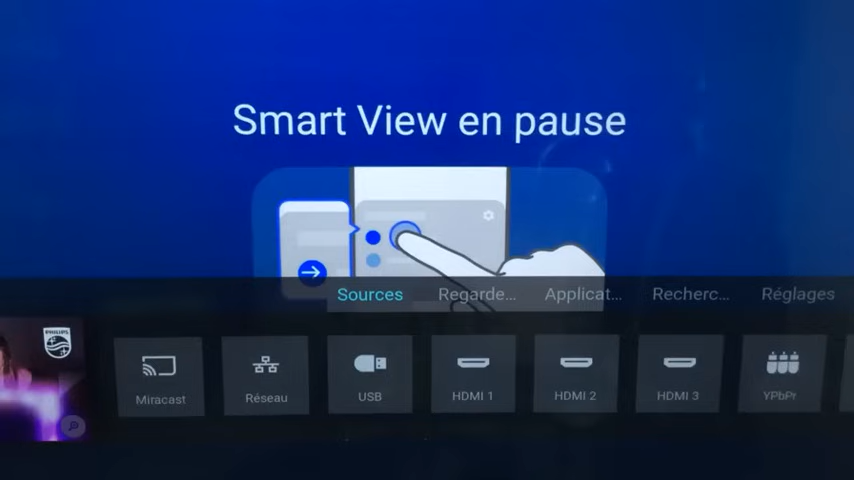 Smart View en pause
Sources Regarde... Applicat... Recherc... Réglages
PHILIPS
Miracast Réseau USB HDMI 1 HDMI 2 HDMI 3 YPbPr